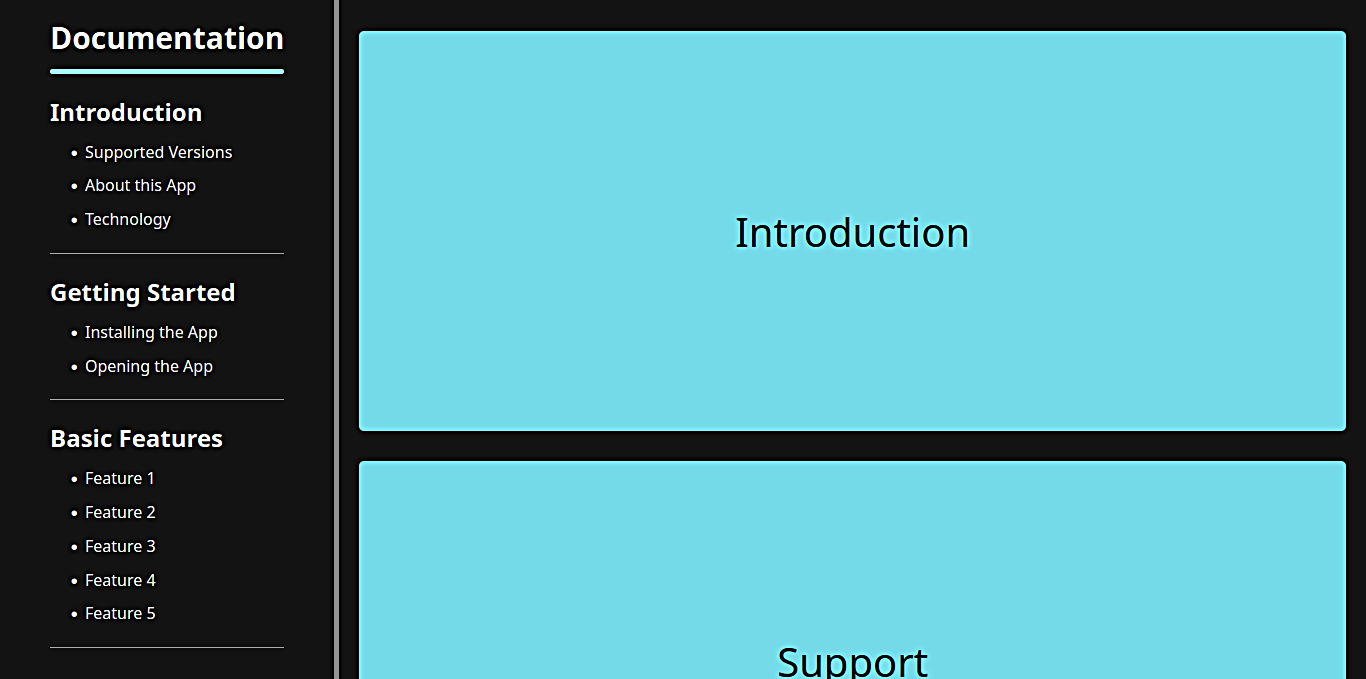 Documentation
Introduction
Supported Versions
About this App
Technology
Getting Started
Installing the App
Opening the App
Basic Features
Feature 1
Feature 2
Feature 3
Feature 4
Feature 5
Introduction
Support